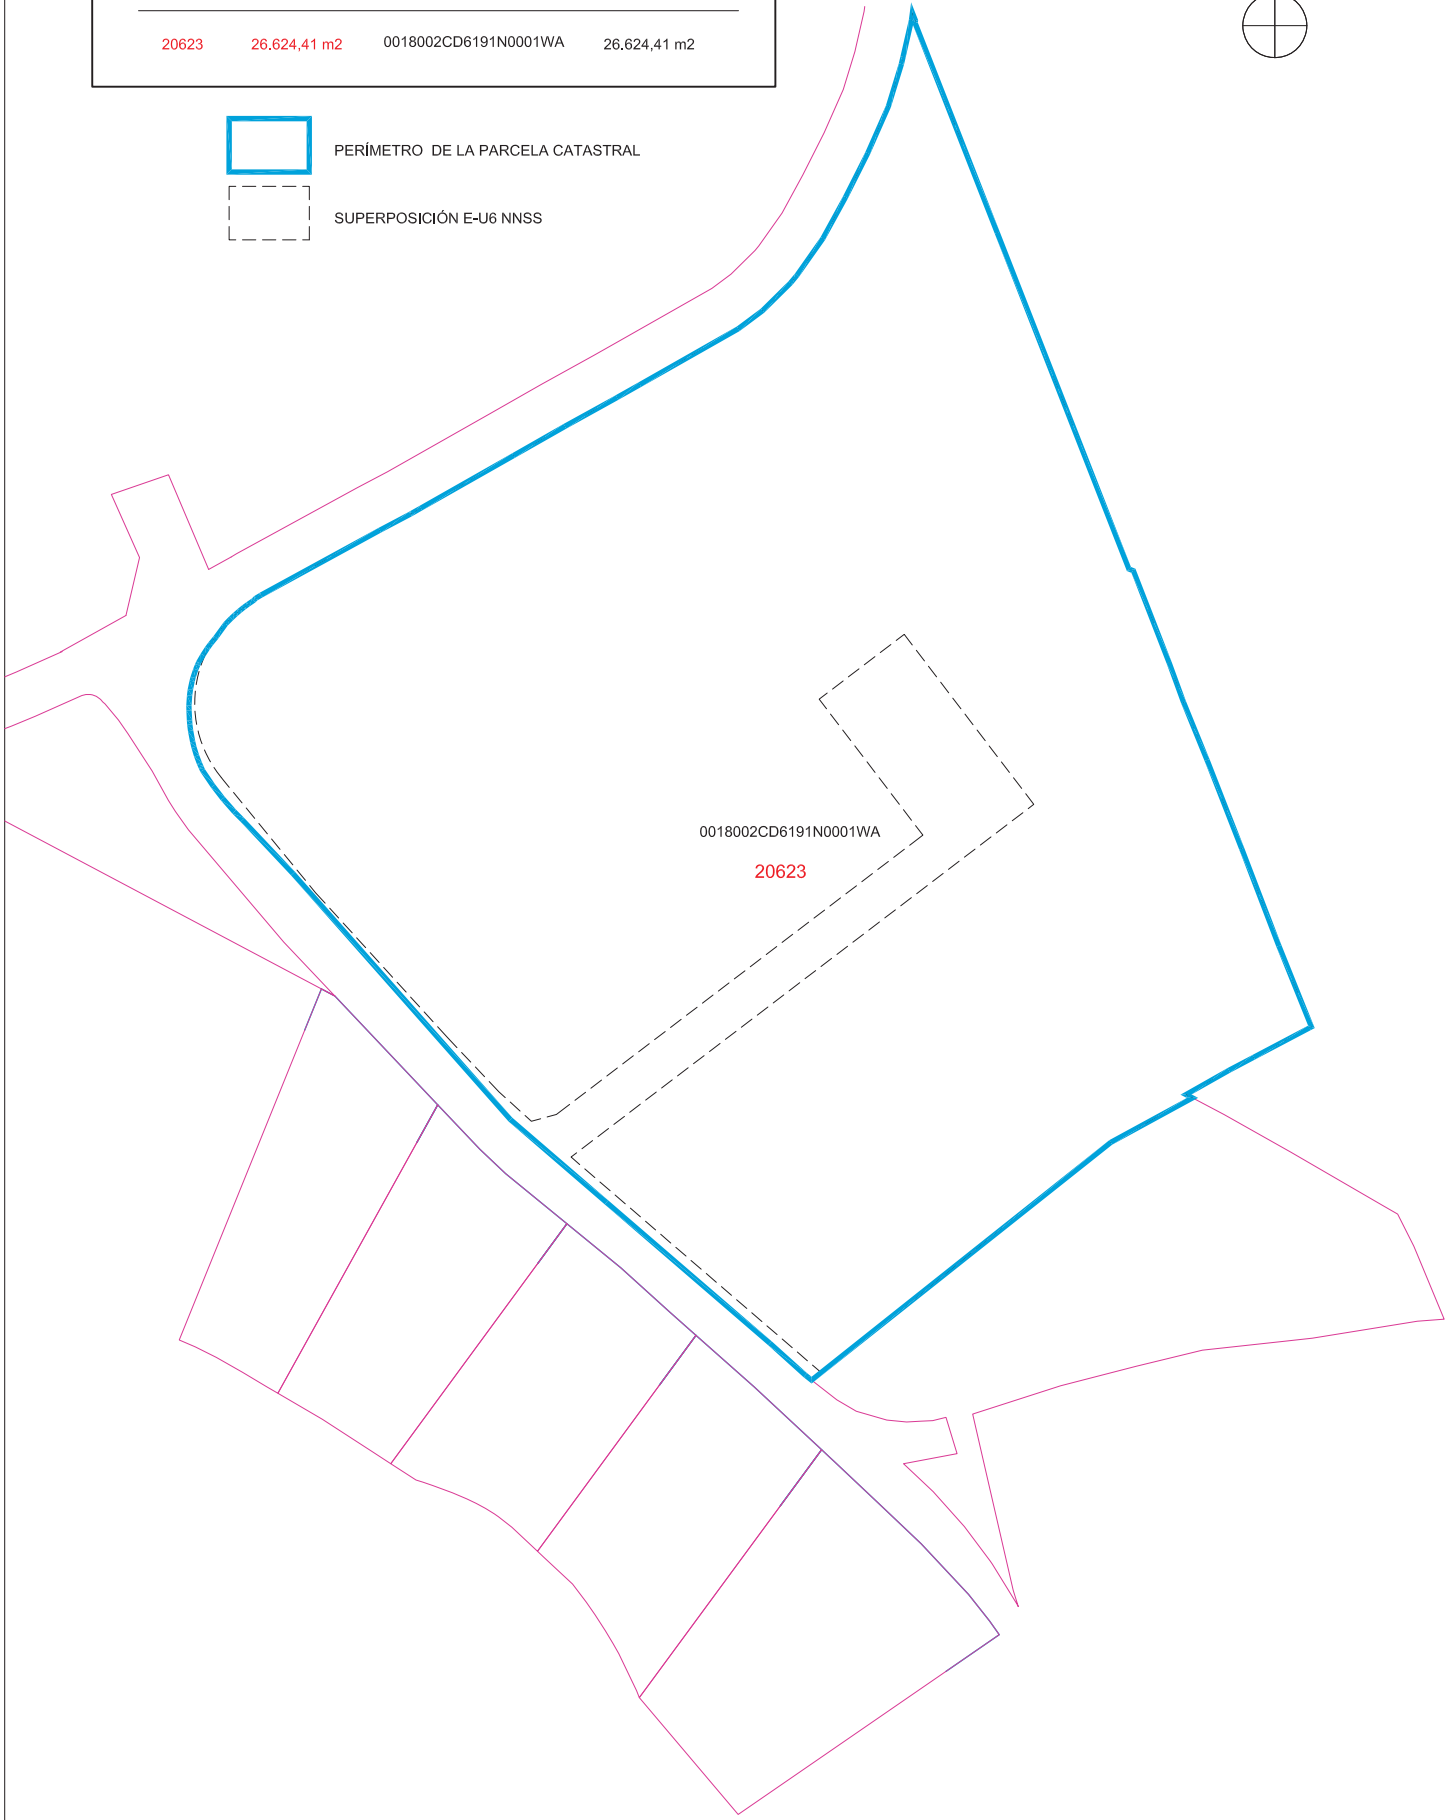 20623 26.624,41 m2 0018002CD6191N0001WA 26.624,41 m2
PERÍMETRO DE LA PARCELA CATASTRAL
SUPERPOSICIÓN E-U6 NNSS
0018002CD6191N0001WA
20623